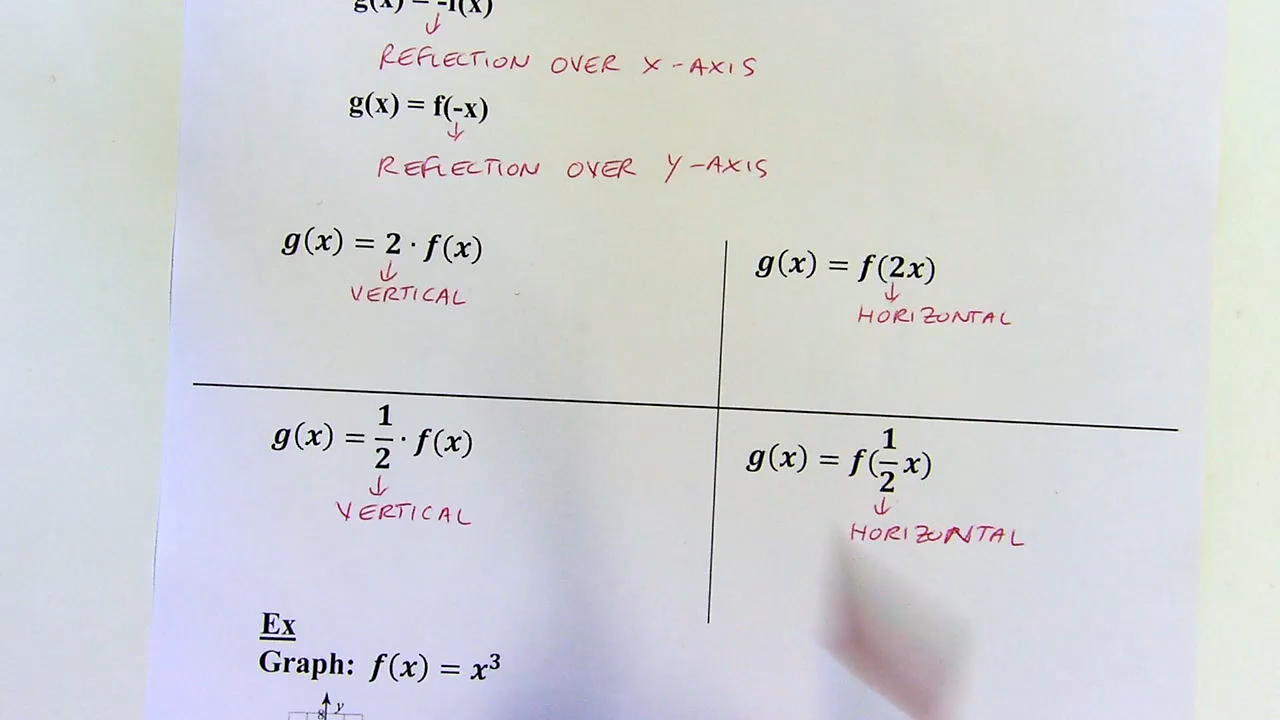 g(x) = -f(x)
↓
REFLECTION OVER X-AXIS
g(x) = f(-x)
↓
REFLECTION OVER Y-AXIS
g(x) = 2 · f(x)
↓
VERTICAL
g(x) = f(2x)
↓
HORIZONTAL
g(x) = 1/2 · f(x)
↓
VERTICAL
g(x) = f(1/2 x)
↓
HORIZONTAL
Ex
Graph: f(x) = x³
y
8